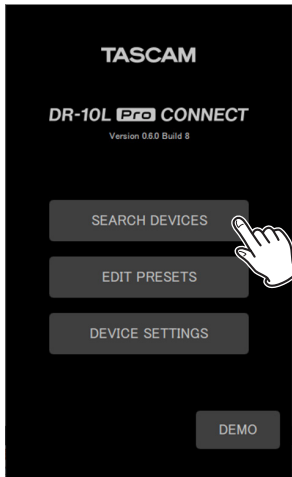 TASCAM
DR-10L Pro CONNECT
Version 0.6.0 Build 8
SEARCH DEVICES
EDIT PRESETS
DEVICE SETTINGS
DEMO